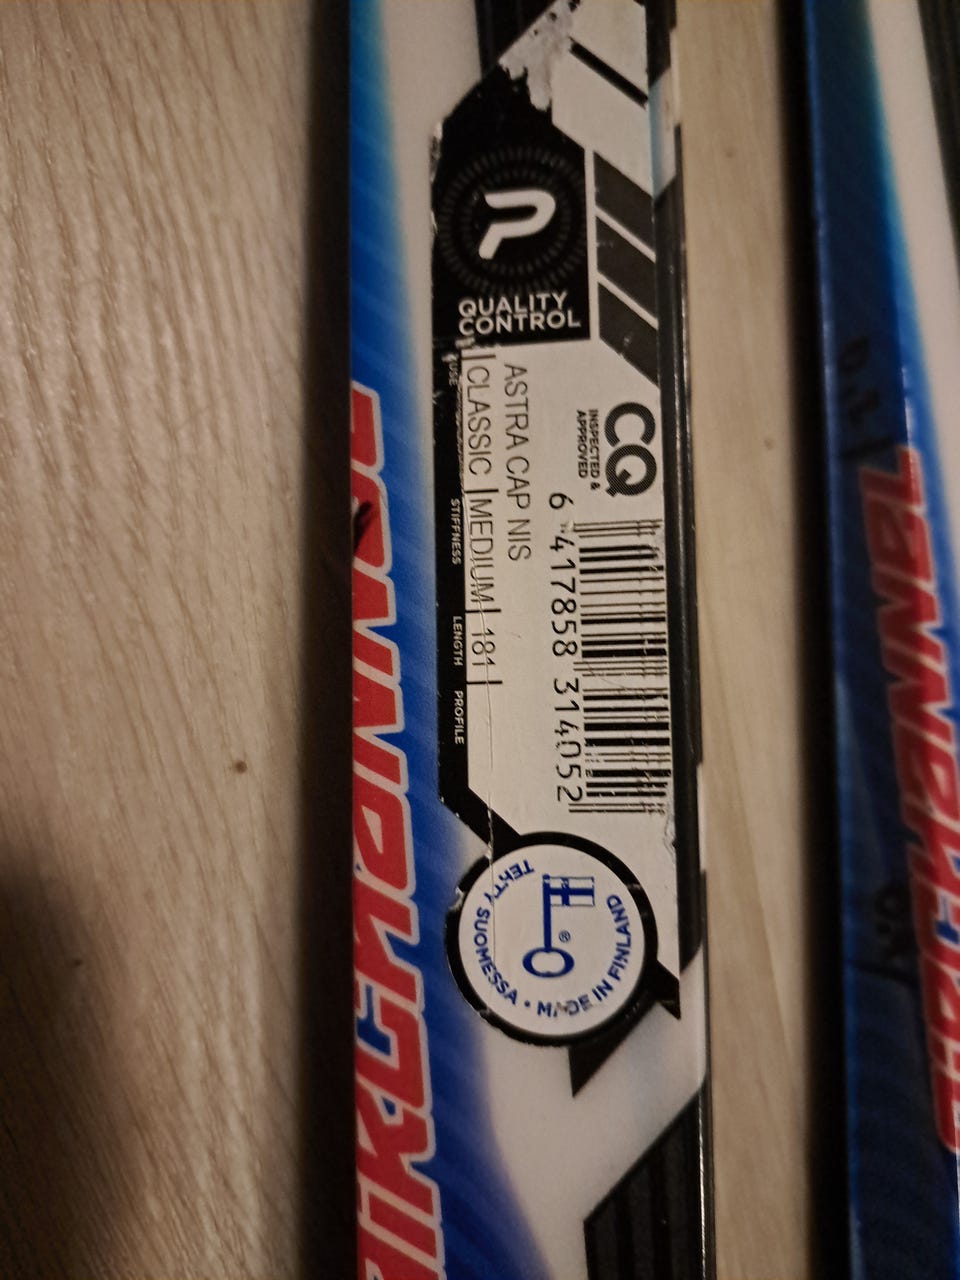 P
QUALITY
CONTROL
CQ
INSPECTED &
APPROVED
6 417858 314052
ASTRA CAP NIS
CLASSIC | MEDIUM | 181 |
USE STIFFNESS LENGTH PROFILE
TEHTY SUOMESSA • MADE IN FINLAND
®